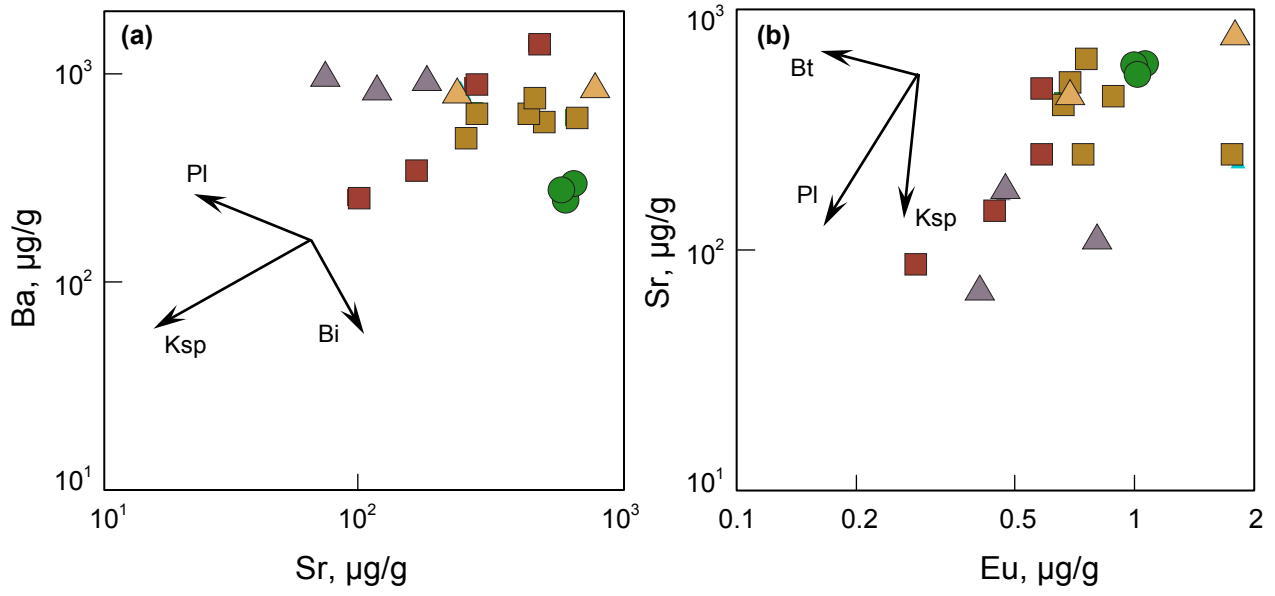 (a)
10³
Pl
Ksp
Bi
10²
10¹
Ba, µg/g
10¹
10²
10³
Sr, µg/g
(b)
10³
Bt
Pl
Ksp
10²
10¹
Sr, µg/g
0.1
0.2
0.5
1
2
Eu, µg/g